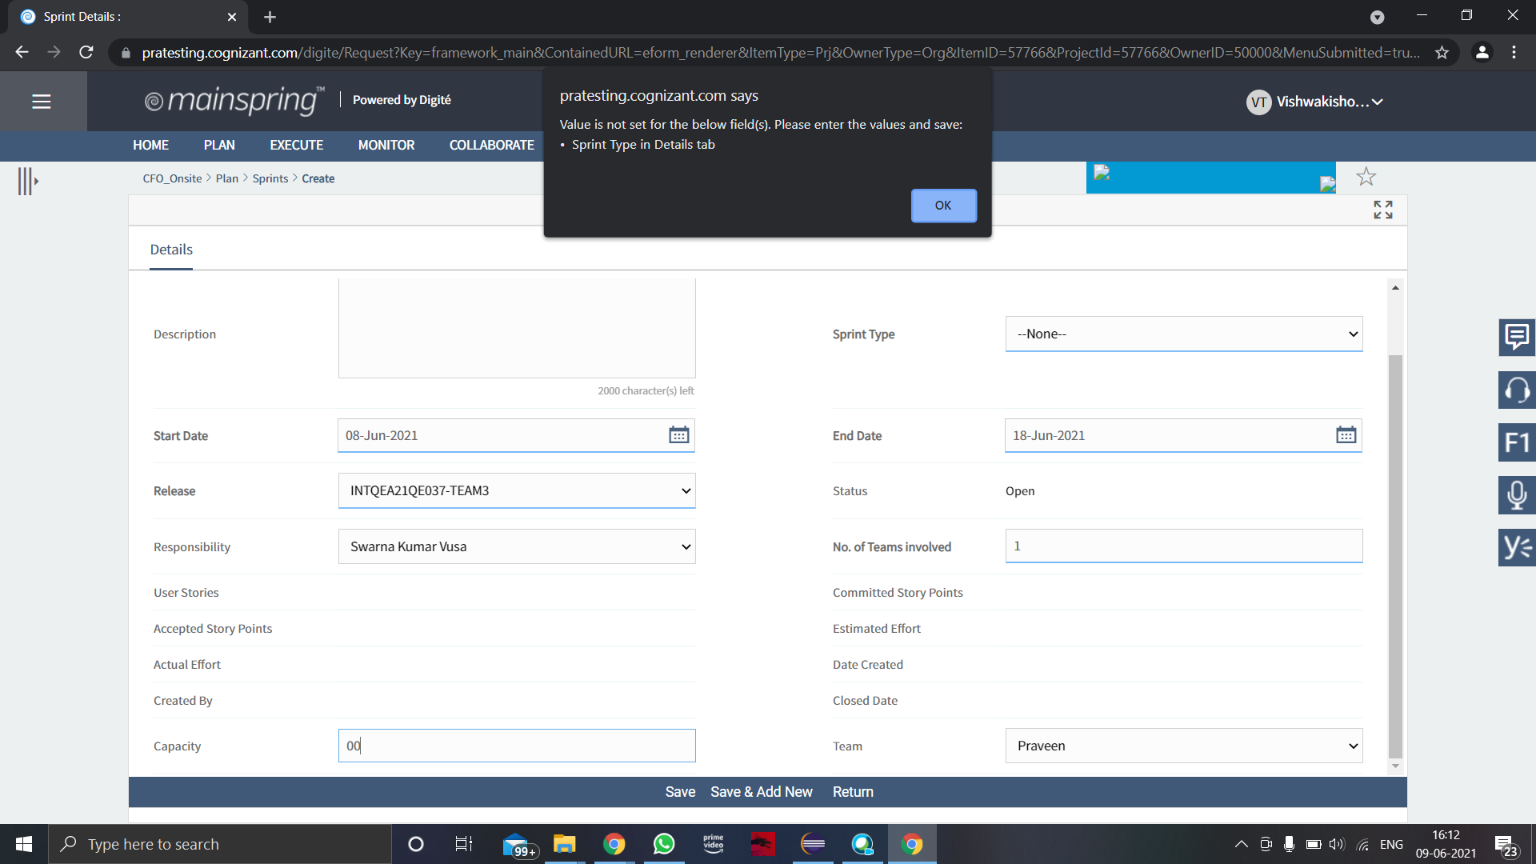 Sprint Details :
pratesting.cognizant.com/digite/Request?Key=framework_main&ContainedURL=eform_renderer&ItemType=Prj&OwnerType=Org&ItemID=57766&ProjectId=57766&OwnerID=50000&MenuSubmitted=tru...
mainspring™ Powered by Digité
VT Vishwakisho...
pratesting.cognizant.com says
Value is not set for the below field(s). Please enter the values and save:
• Sprint Type in Details tab
OK
HOME PLAN EXECUTE MONITOR COLLABORATE
CFO_Onsite > Plan > Sprints > Create
Details
Description
Sprint Type --None--
2000 character(s) left
Start Date 08-Jun-2021 End Date 18-Jun-2021
Release INTQEA21QE037-TEAM3 Status Open
Responsibility Swarna Kumar Vusa No. of Teams involved 1
User Stories Committed Story Points
Accepted Story Points Estimated Effort
Actual Effort Date Created
Created By Closed Date
Capacity 00 Team Praveen
Save Save & Add New Return
F1
Type here to search
99+
prime video
ENG
16:12
09-06-2021
23